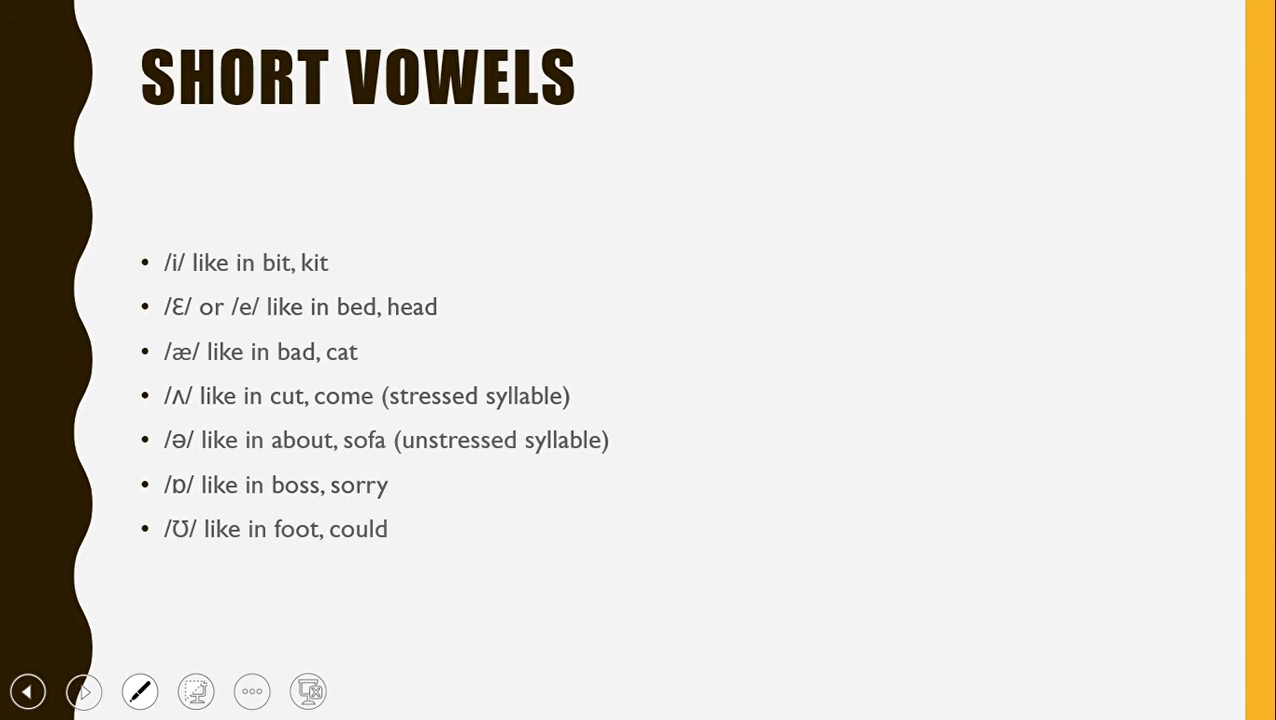 SHORT VOWELS
• /i/ like in bit, kit
• /Ɛ/ or /e/ like in bed, head
• /æ/ like in bad, cat
• /ʌ/ like in cut, come (stressed syllable)
• /ə/ like in about, sofa (unstressed syllable)
• /ɒ/ like in boss, sorry
• /Ʊ/ like in foot, could